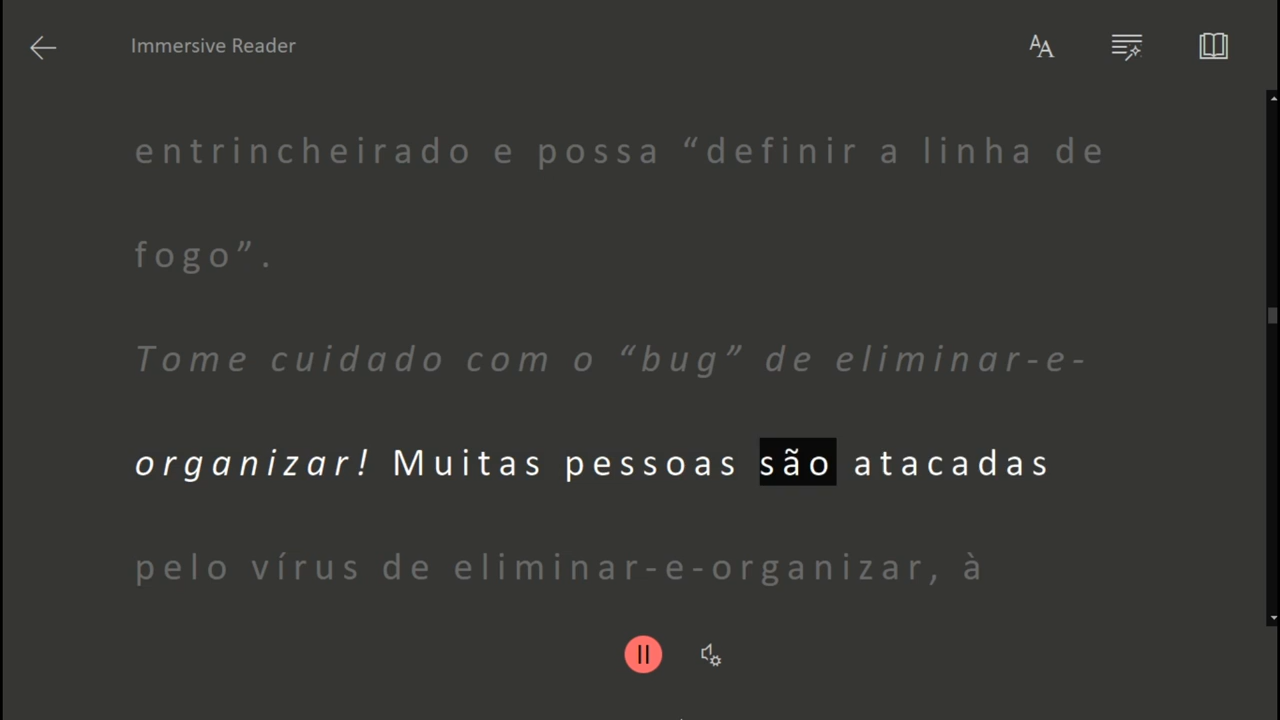 Immersive Reader
entrincheirado e possa “definir a linha de
fogo”.
Tome cuidado com o “bug” de eliminar-e-
organizar! Muitas pessoas são atacadas
pelo vírus de eliminar-e-organizar, à